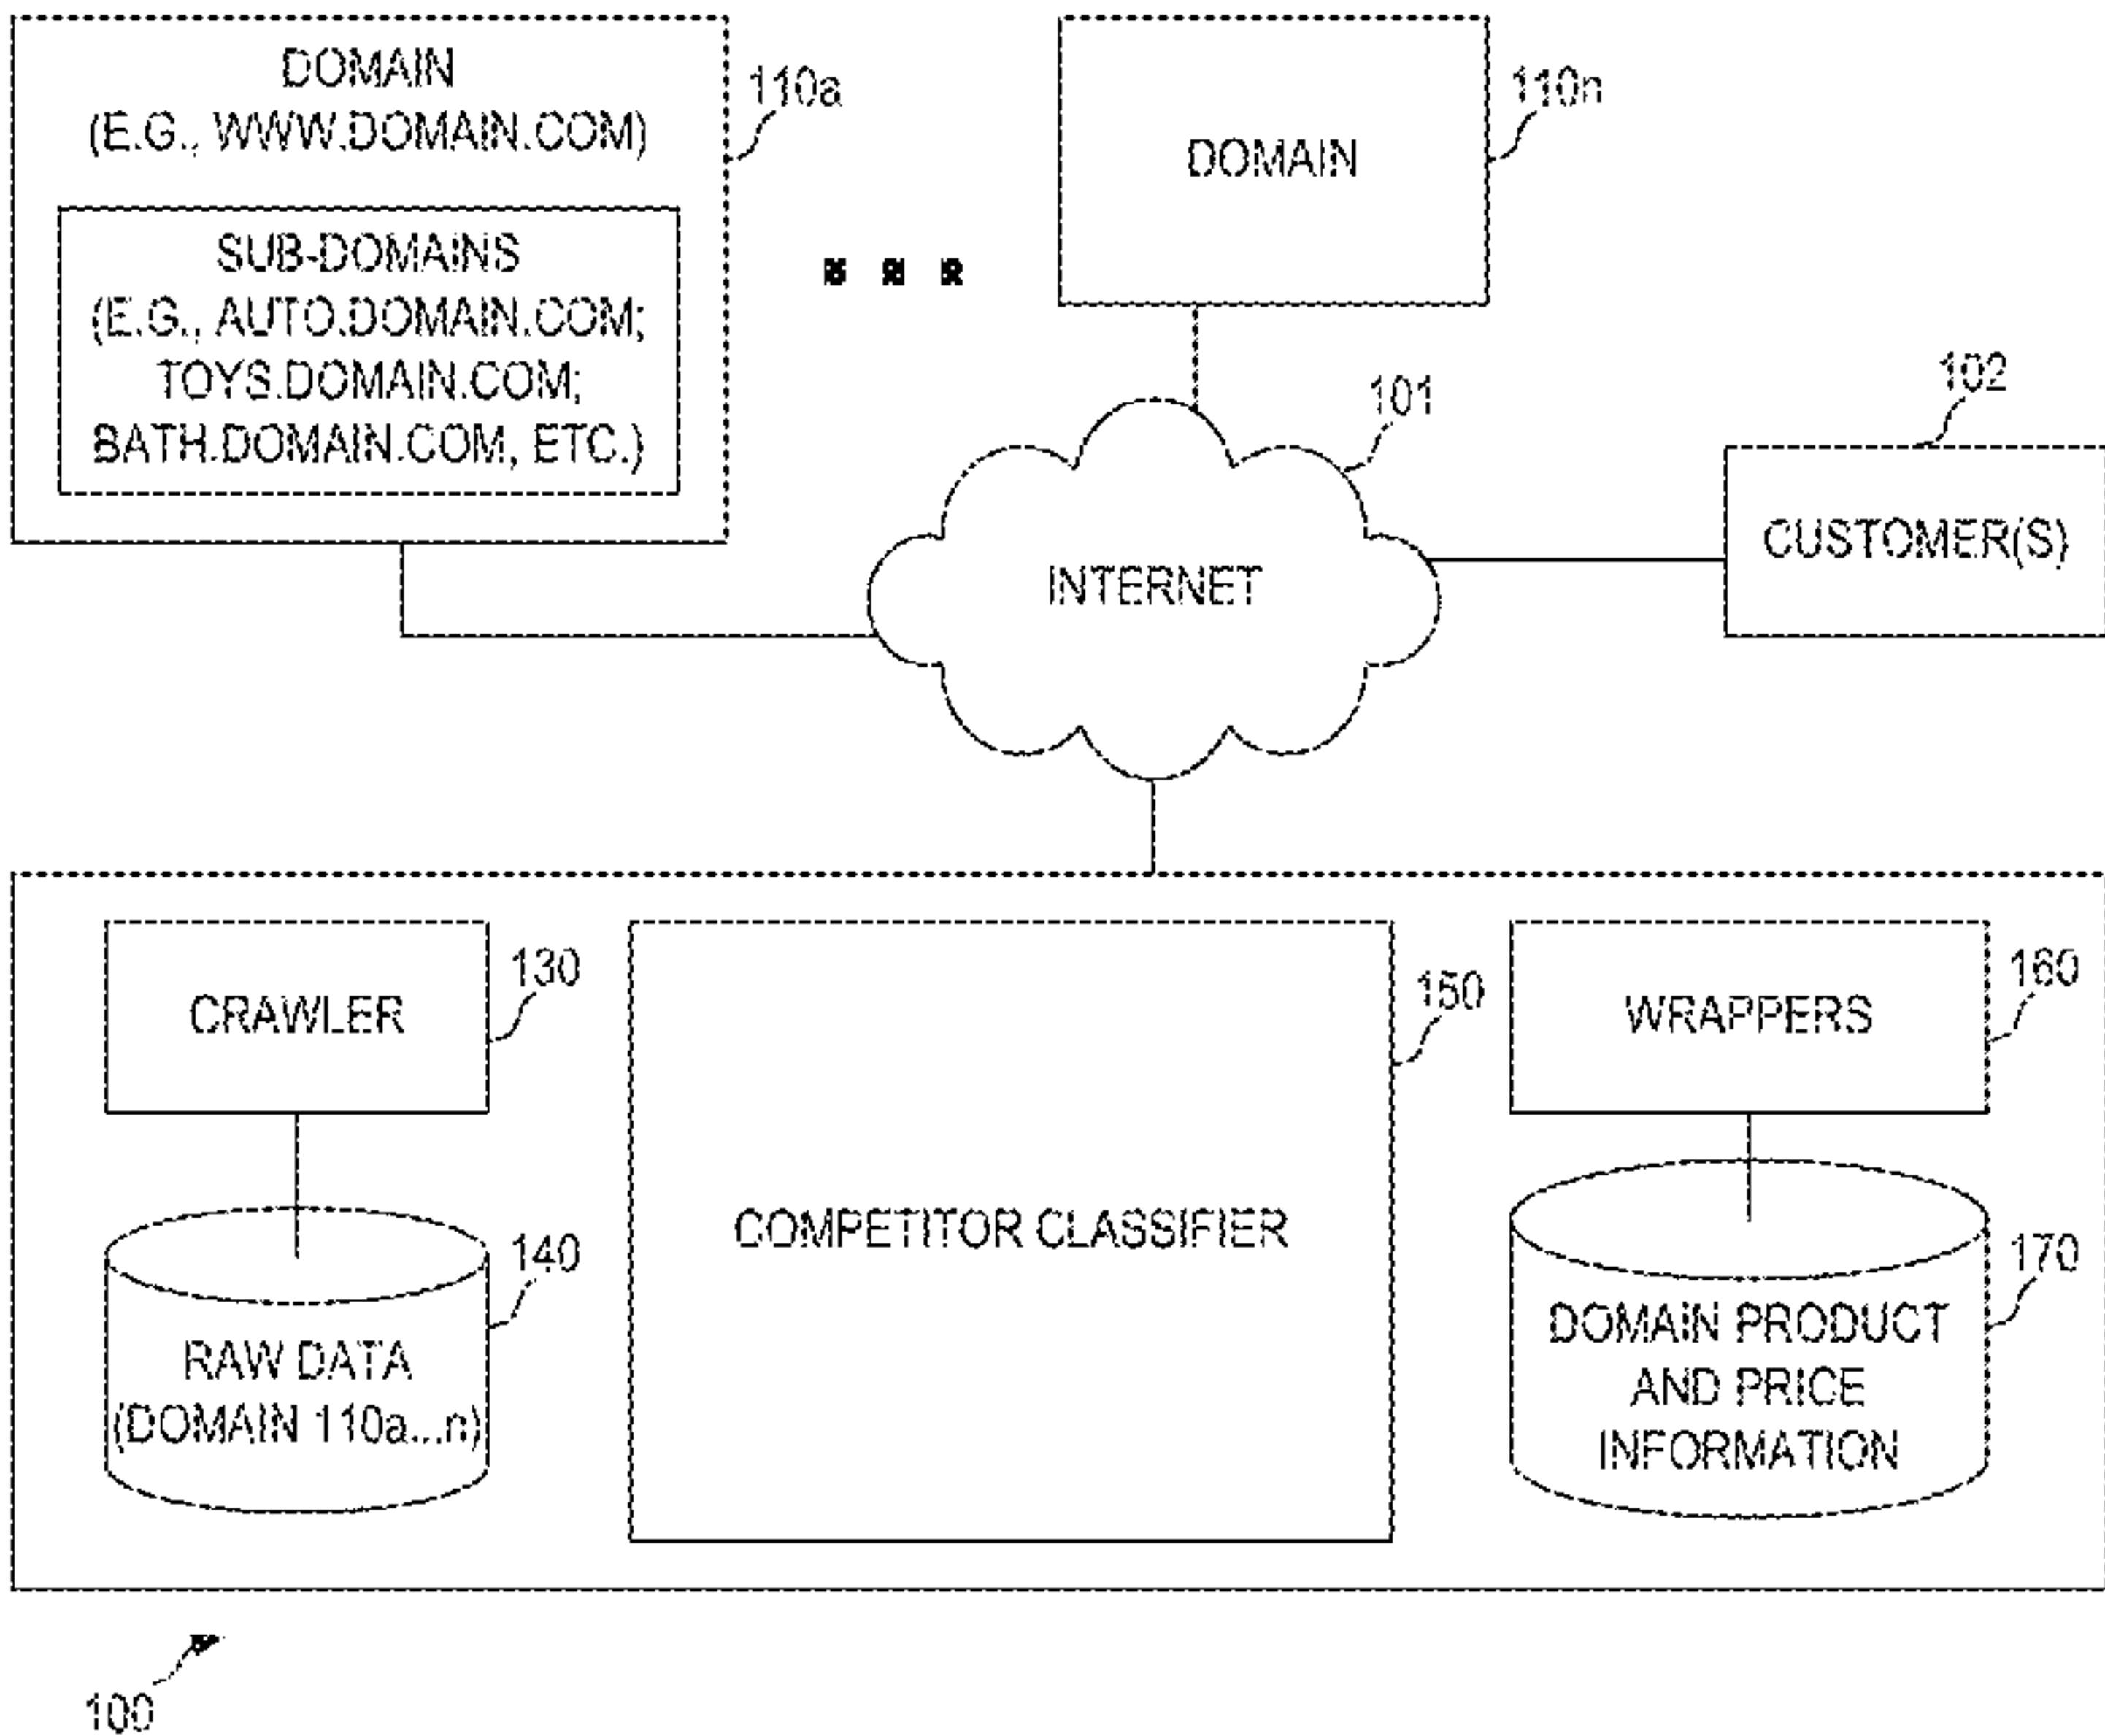 DOMAIN
(E.G., WWW.DOMAIN.COM)
110a
SUB-DOMAINS
(E.G., AUTO.DOMAIN.COM;
TOYS.DOMAIN.COM;
BATH.DOMAIN.COM, ETC.)
DOMAIN
110n
101
102
INTERNET
CUSTOMER(S)
CRAWLER
130
RAW DATA
(DOMAIN 110a...n)
140
COMPETITOR CLASSIFIER
150
WRAPPERS
160
DOMAIN PRODUCT
AND PRICE
INFORMATION
170
100